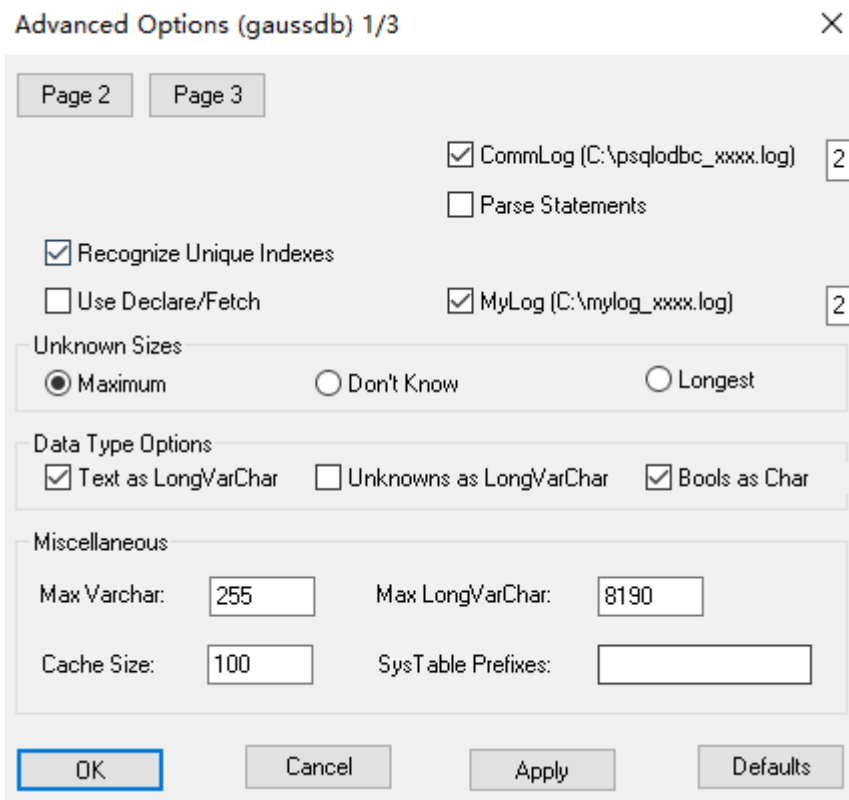 Advanced Options (gaussdb) 1/3
Page 2 Page 3
CommLog (C:\psqlodbc_xxxx.log) 2
Parse Statements
Recognize Unique Indexes
Use Declare/Fetch MyLog (C:\mylog_xxxx.log) 2
Unknown Sizes
Maximum Don't Know Longest
Data Type Options
Text as LongVarChar Unknowns as LongVarChar Bools as Char
Miscellaneous
Max Varchar: 255 Max LongVarChar: 8190
Cache Size: 100 SysTable Prefixes:
OK Cancel Apply Defaults